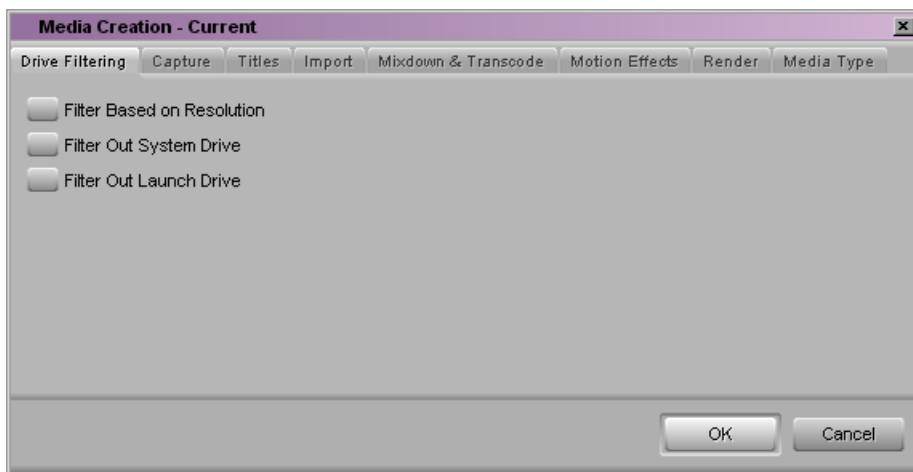 Media Creation - Current
Drive Filtering Capture Titles Import Mixdown & Transcode Motion Effects Render Media Type
Filter Based on Resolution
Filter Out System Drive
Filter Out Launch Drive
OK Cancel